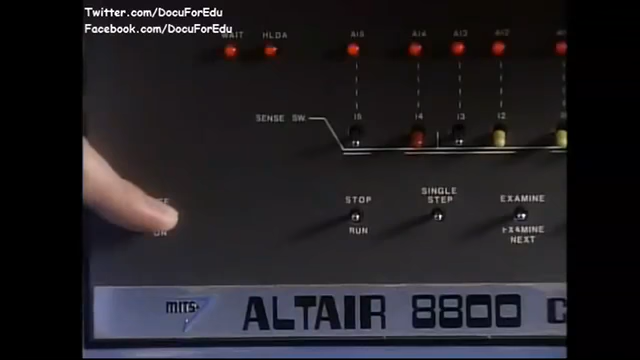 Twitter.com/DocuForEdu
Facebook.com/DocuForEdu
WAIT HLDA A15 A14 A13 A12
SENSE SW. 15 14 13 12
STOP SINGLE STEP EXAMINE
ON RUN EXAMINE NEXT
mits ALTAIR 8800 C